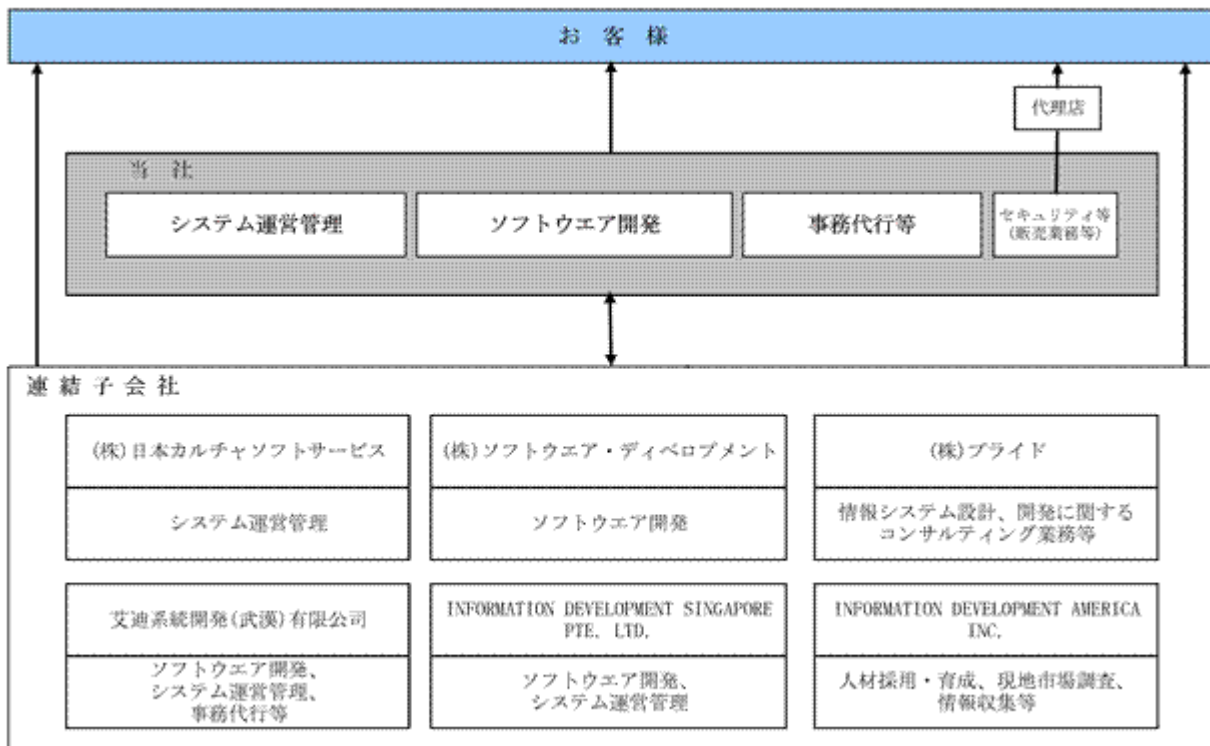 お客様
代理店
当社
システム運営管理
ソフトウエア開発
事務代行等
セキュリティ等
(販売業務等)
連結子会社
(株)日本カルチャソフトサービス
システム運営管理
(株)ソフトウエア・ディベロプメント
ソフトウエア開発
(株)プライド
情報システム設計、開発に関する
コンサルティング業務等
艾迪系統開発(武漢)有限公司
ソフトウエア開発、
システム運営管理、
事務代行等
INFORMATION DEVELOPMENT SINGAPORE
PTE. LTD.
ソフトウエア開発、
システム運営管理
INFORMATION DEVELOPMENT AMERICA
INC.
人材採用・育成、現地市場調査、
情報収集等